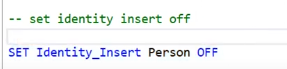 -- set identity insert off
SET Identity_Insert Person OFF